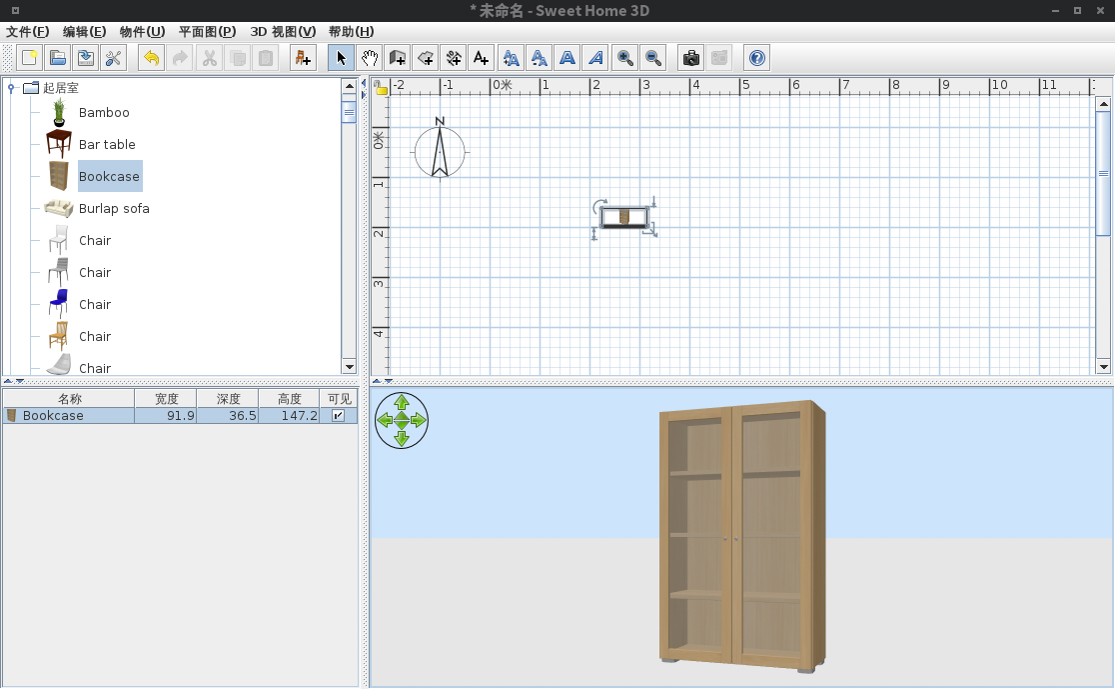 * 未命名 - Sweet Home 3D
文件(F) 编辑(E) 物件(U) 平面图(P) 3D 视图(V) 帮助(H)
起居室
Bamboo
Bar table
Bookcase
Burlap sofa
Chair
Chair
Chair
Chair
Chair
-2 -1 0米 1 2 3 4 5 6 7 8 9 10 11
0米
1
2
3
4
N
名称 宽度 深度 高度 可见
Bookcase 91.9 36.5 147.2